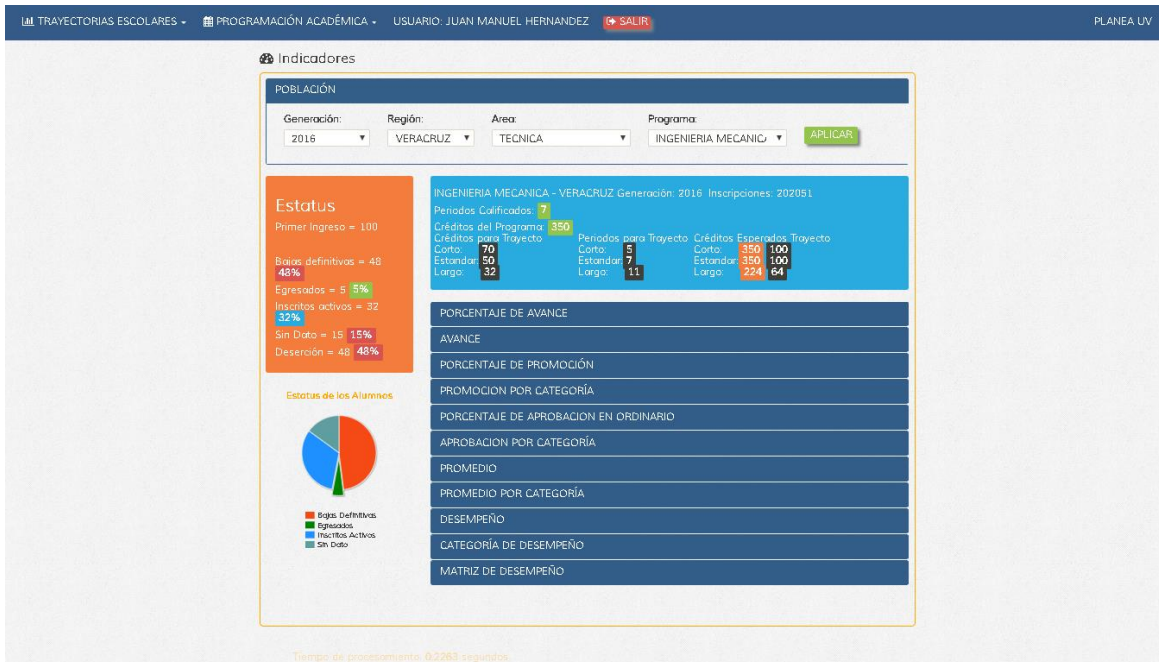 TRAYECTORIAS ESCOLARES PROGRAMACIÓN ACADÉMICA USUARIO: JUAN MANUEL HERNANDEZ SALIR PLANEA UV
Indicadores
POBLACIÓN
Generación: Región: Area: Programa:
2016 VERACRUZ TECNICA INGENIERIA MECANIC APLICAR
Estatus
Primer Ingreso = 100
Bajas definitivas = 48
48%
Egresados = 5 5%
Inscritos activos = 32
32%
Sin Dato = 15 15%
Deserción = 48 48%
Estatus de los Alumnos
Bajas Definitivas
Egresados
Inscritos Activos
Sin Dato
INGENIERIA MECANICA - VERACRUZ Generación: 2016 Inscripciones: 202051
Periodos Calificados: 7
Créditos del Programa: 350
Créditos para Trayecto Periodos para Trayecto Créditos Esperados Trayecto
Corto: 70 Corto: 5 Corto: 350 100
Estandar: 50 Estandar: 7 Estandar: 350 100
Largo: 32 Largo: 11 Largo: 224 64
PORCENTAJE DE AVANCE
AVANCE
PORCENTAJE DE PROMOCIÓN
PROMOCION POR CATEGORÍA
PORCENTAJE DE APROBACION EN ORDINARIO
APROBACION POR CATEGORÍA
PROMEDIO
PROMEDIO POR CATEGORÍA
DESEMPEÑO
CATEGORÍA DE DESEMPEÑO
MATRIZ DE DESEMPEÑO
Tiempo de procesamiento: 0.2263 segundos.